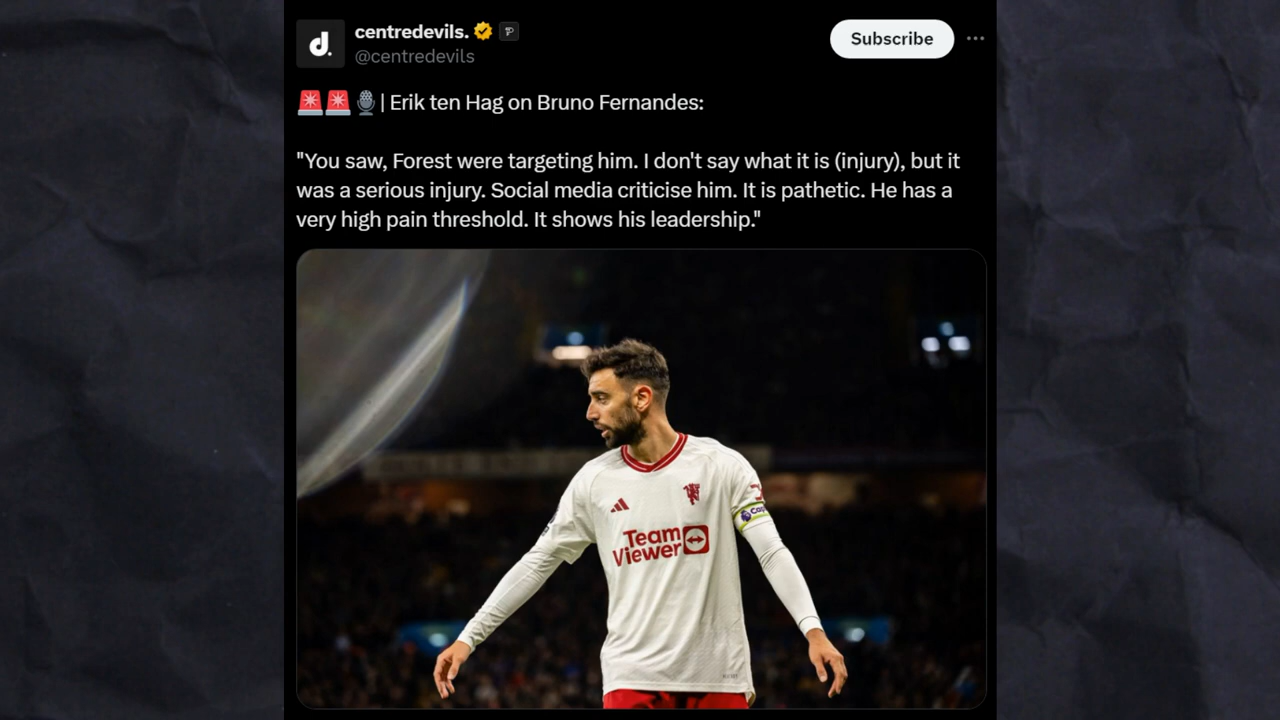 centredevils.
@centredevils
Subscribe
🚨🚨🎙️| Erik ten Hag on Bruno Fernandes:
"You saw, Forest were targeting him. I don't say what it is (injury), but it
was a serious injury. Social media criticise him. It is pathetic. He has a
very high pain threshold. It shows his leadership."
Team
Viewer